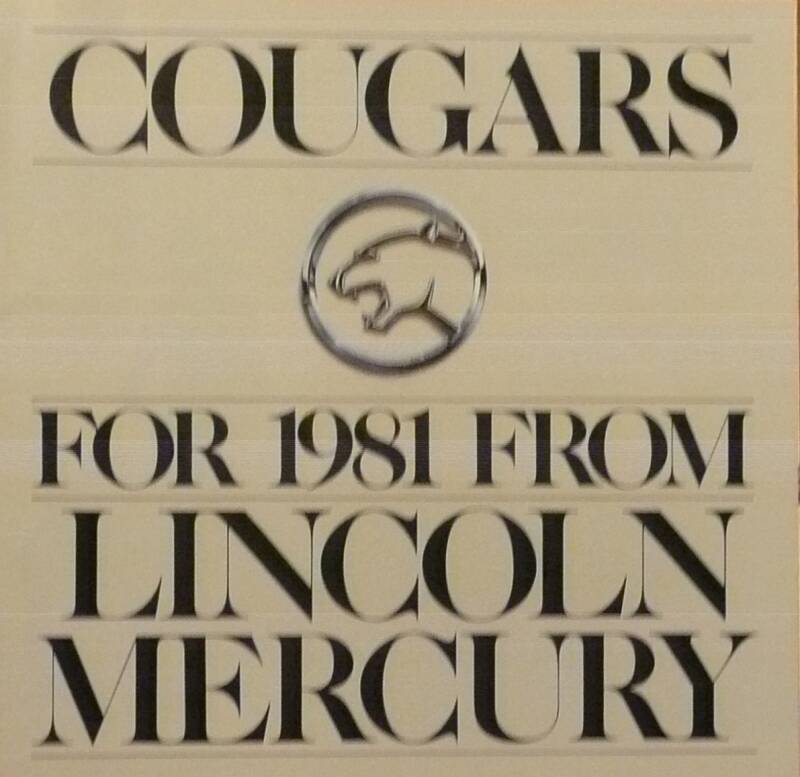 COUGARS
FOR 1981 FROM
LINCOLN
MERCURY